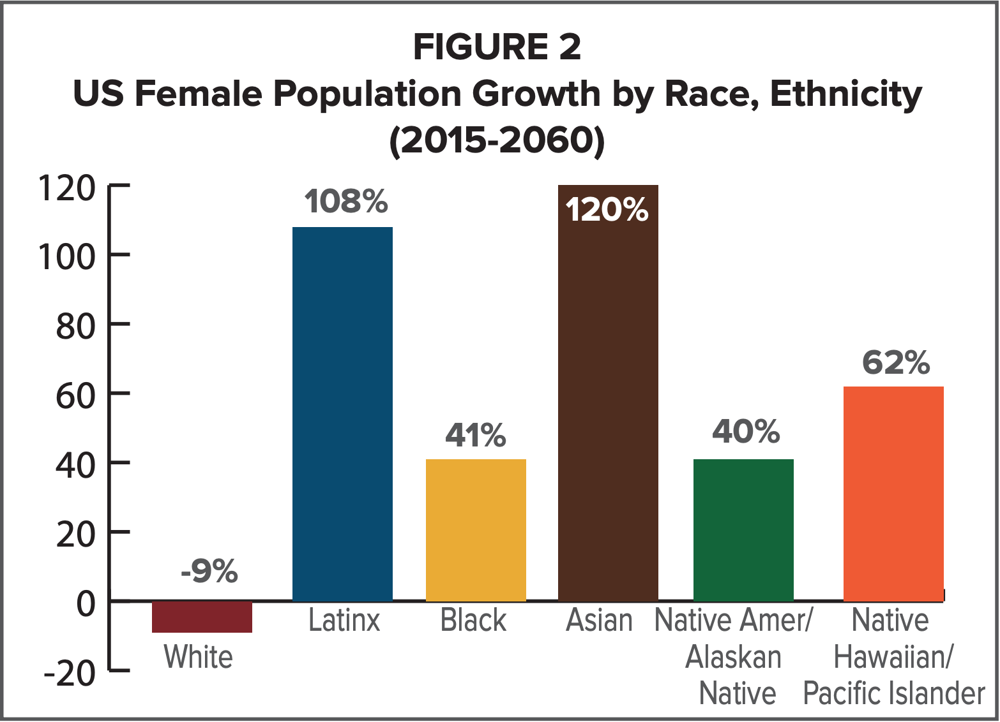 FIGURE 2
US Female Population Growth by Race, Ethnicity
(2015-2060)
120
100
80
60
40
20
0
-20
-9%
108%
41%
120%
40%
62%
White
Latinx
Black
Asian
Native Amer/
Alaskan
Native
Native
Hawaiian/
Pacific Islander